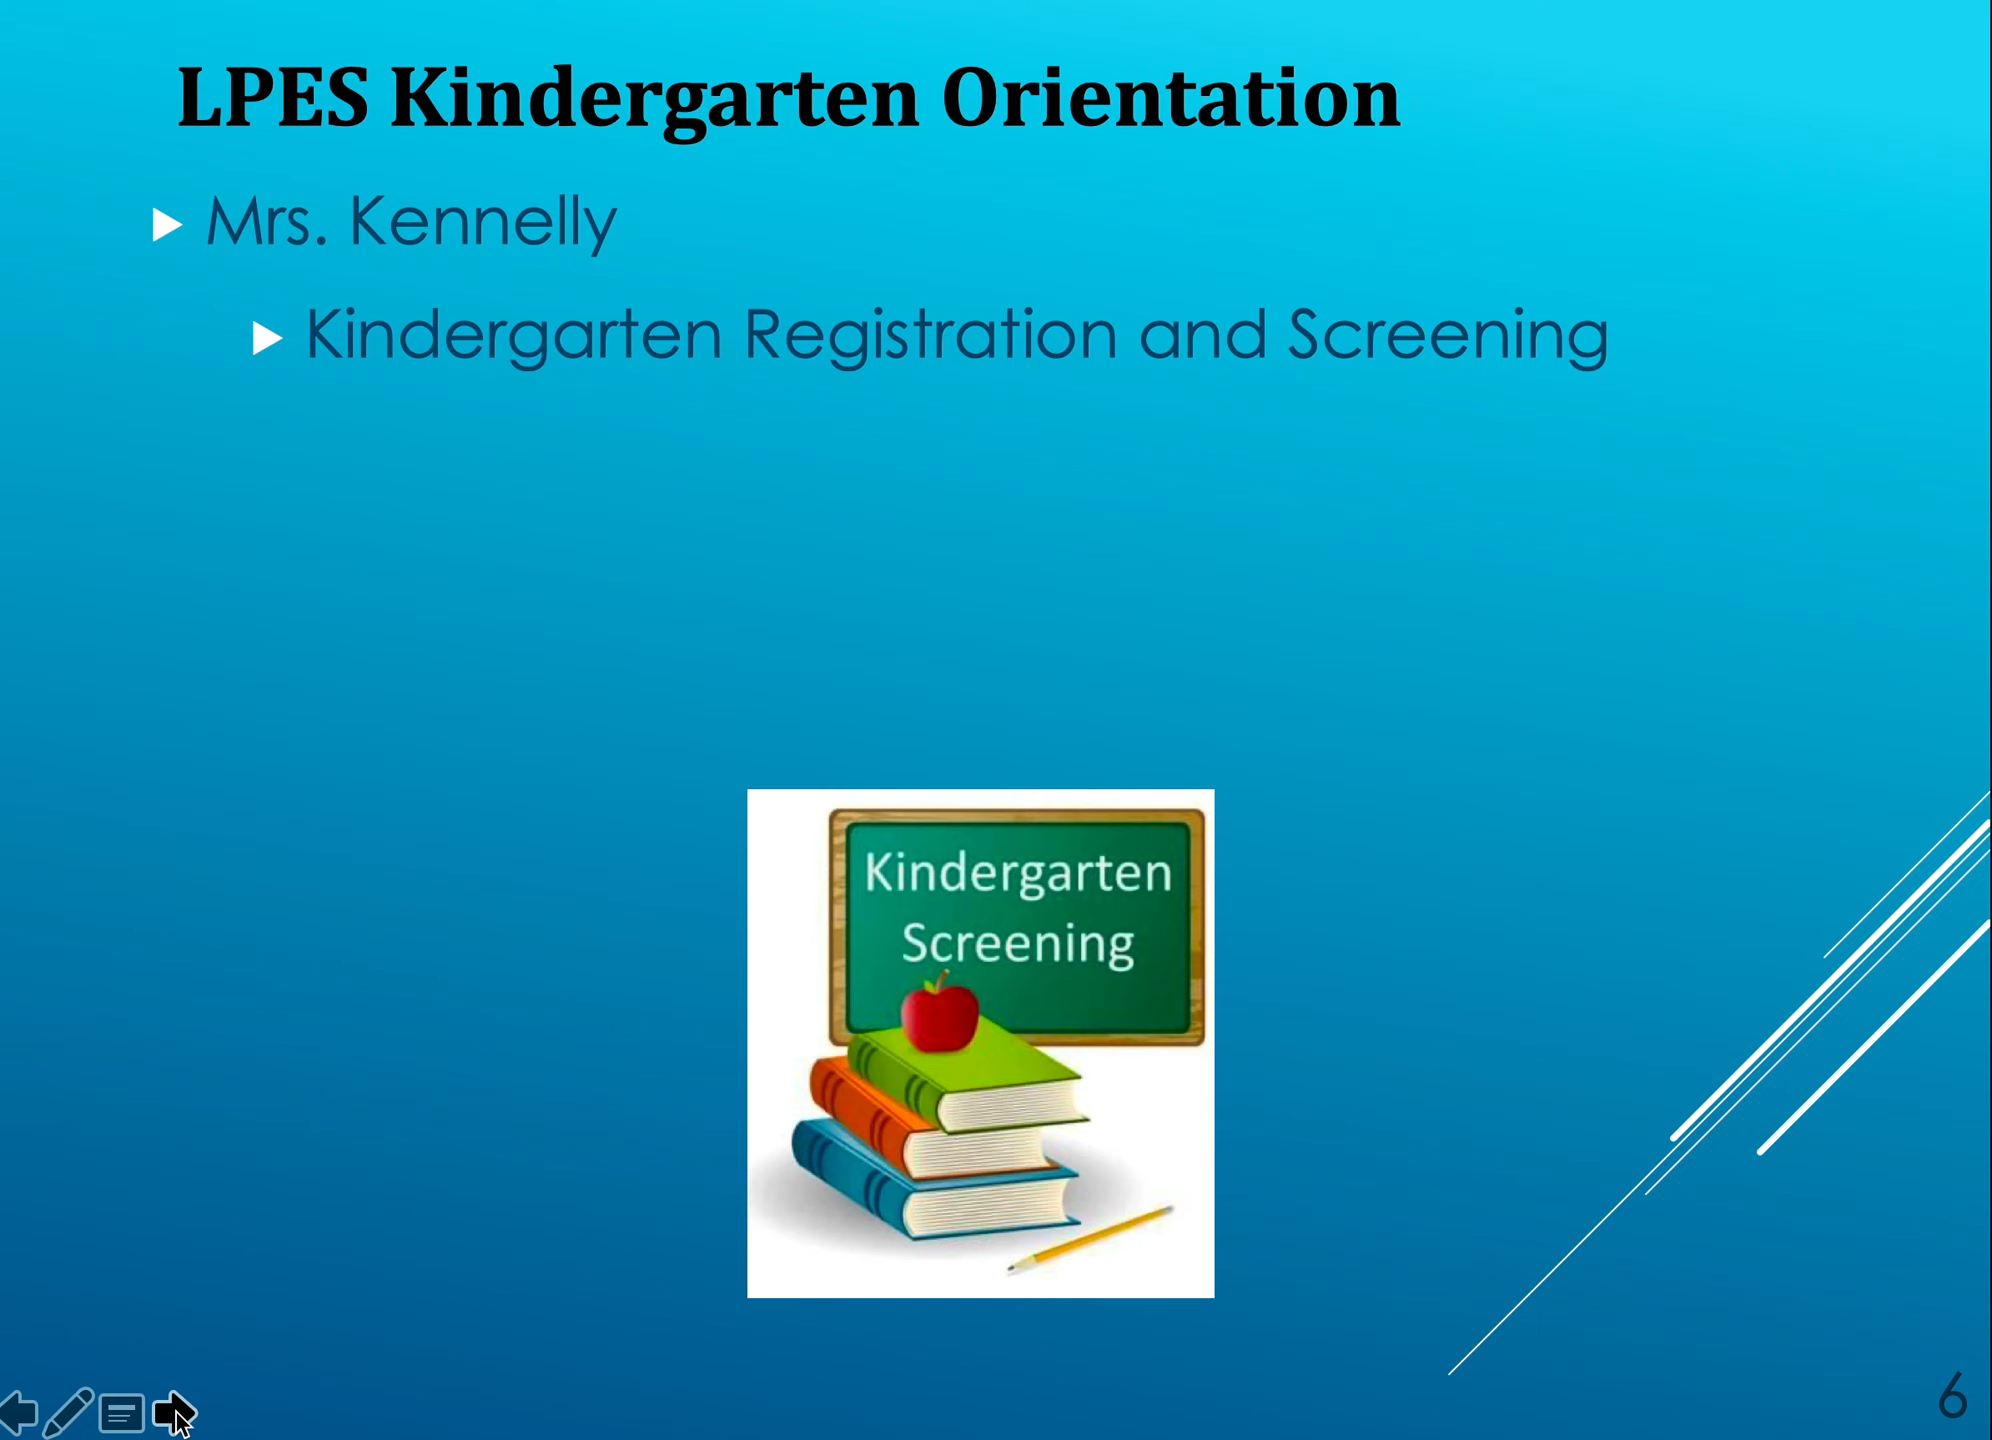 LPES Kindergarten Orientation
Mrs. Kennelly
Kindergarten Registration and Screening
Kindergarten
Screening
6